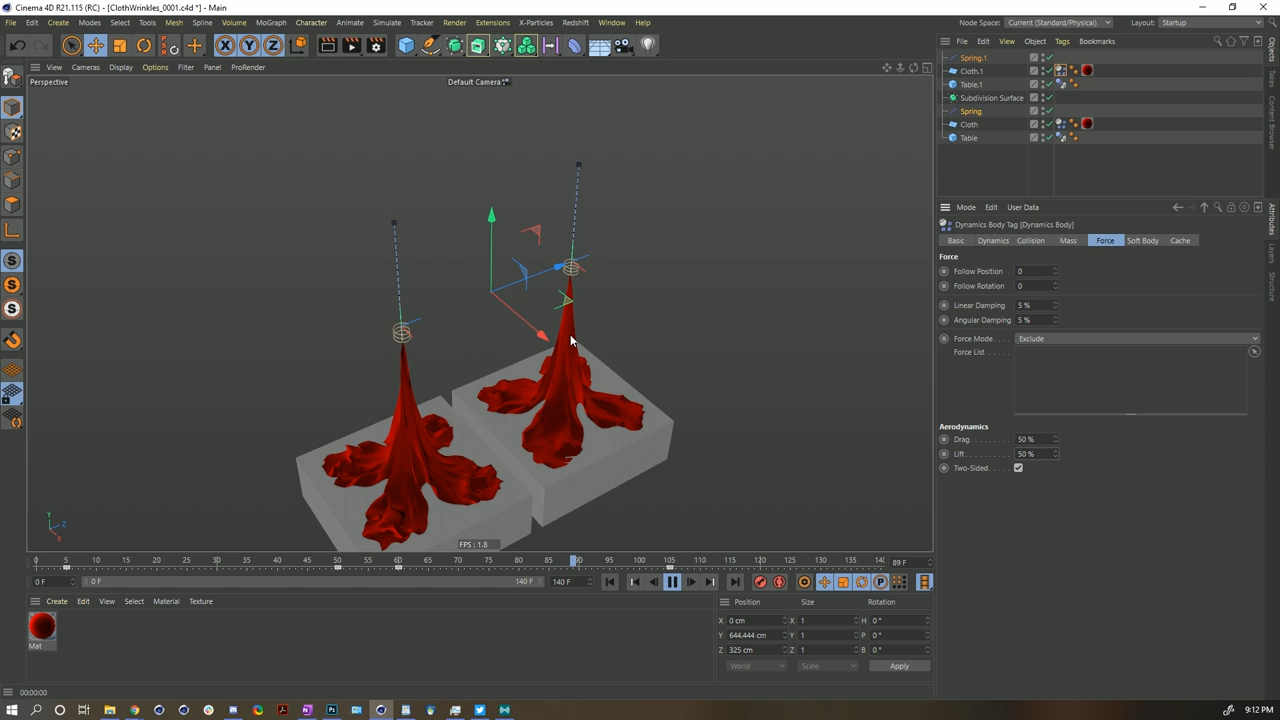 Cinema 4D R21.115 (RC) - [ClothWrinkles_0001.c4d *] - Main
File Edit Create Modes Select Tools Spline Mesh Volume MoGraph Character Animate Simulate Tracker Render Extensions X-Particles Redshift Window Help
Node Space: Current (Standard/Physical) Layout: Startup
File Edit View Object Tags Bookmarks
View Cameras Display Options Filter Panel ProRender
Perspective
Default Camera
Spring.1
Cloth.1
Table.1
Subdivision Surface
Spring
Cloth
Table
Objects
Takes
Content Browser
Attributes
Layers
Structure
Mode Edit User Data
Dynamics Body Tag [Dynamics Body]
Basic Dynamics Collision Mass Force Soft Body Cache
Force
Follow Position 0
Follow Rotation 0
Linear Damping 5 %
Angular Damping 5 %
Force Mode Exclude
Force List
Aerodynamics
Drag 50 %
Lift 50 %
Two-Sided
Y
Z
X
FPS : 1.8
0 5 10 15 20 25 30 35 40 45 50 55 60 65 70 75 80 85 90 95 100 105 110 115 120 125 130 135 140
89 F
0 F 0 F 140 F 140 F
Create Edit View Select Material Texture
Mat
Position Size Rotation
X 0 cm X 1 H 0 °
Y 644.444 cm Y 1 P 0 °
Z 325 cm Z 1 B 0 °
World Scale Apply
00:00:00
9:12 PM